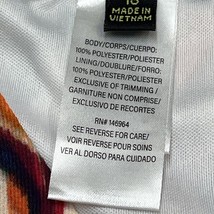 MADE IN
VIETNAM
BODY/CORPS/CUERPO:
100% POLYESTER/POLIESTER
LINING/DOUBLURE/FORRO:
100% POLYESTER/POLIESTER
EXCLUSIVE OF TRIMMING/
GARNITURE NON COMPRISE/
EXCLUSIVO DE RECORTES
RN# 146964
SEE REVERSE FOR CARE/
VOIR REVERSE POUR SOINS
VER AL DORSO PARA CUIDADO